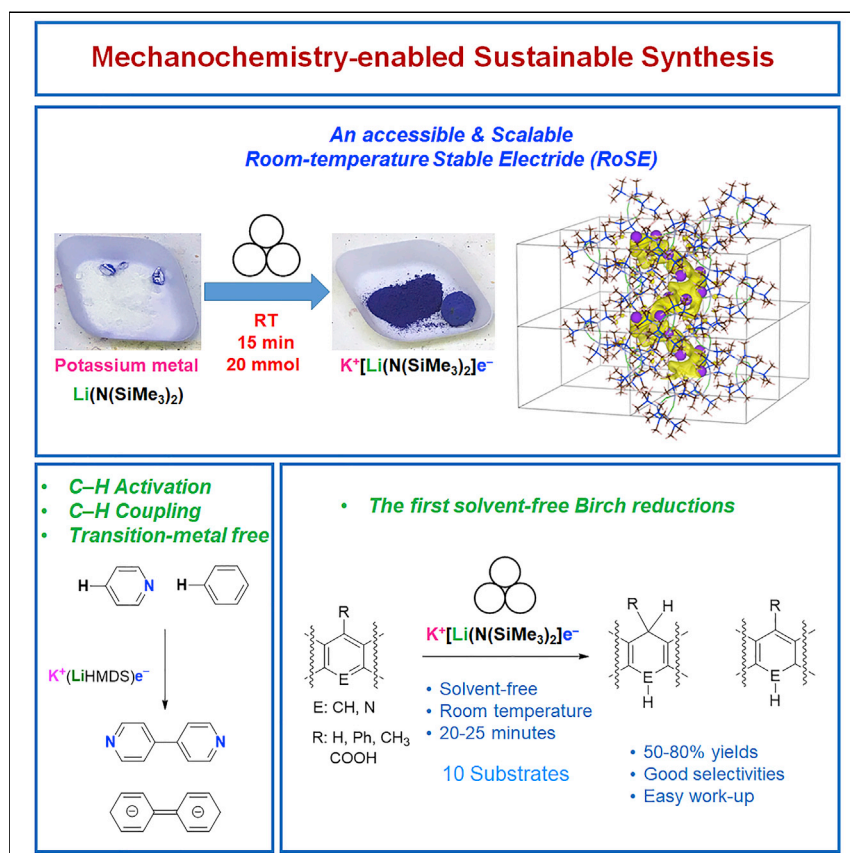 Mechanochemistry-enabled Sustainable Synthesis
An accessible & Scalable
Room-temperature Stable Electride (RoSE)
RT
15 min
20 mmol
Potassium metal
Li(N(SiMe₃)₂)
K⁺[Li(N(SiMe₃)₂]e⁻
• C–H Activation
• C–H Coupling
• Transition-metal free
H
N
H
K⁺(LiHMDS)e⁻
N
N
• The first solvent-free Birch reductions
R
E
E: CH, N
R: H, Ph, CH₃
COOH
K⁺[Li(N(SiMe₃)₂]e⁻
• Solvent-free
• Room temperature
• 20-25 minutes
10 Substrates
R
H
E
H
R
E
H
• 50-80% yields
• Good selectivities
• Easy work-up